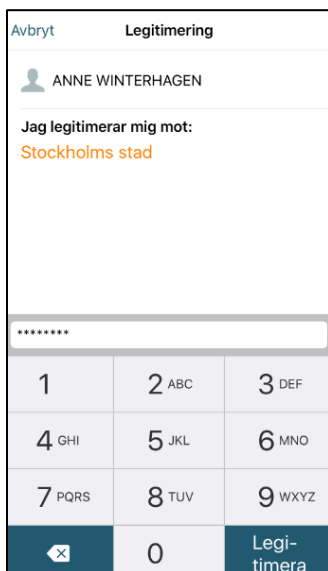 Avbryt Legitimering
ANNE WINTERHAGEN
Jag legitimerar mig mot:
Stockholms stad
********
1 2 ABC 3 DEF
4 GHI 5 JKL 6 MNO
7 PQRS 8 TUV 9 WXYZ
0 Legi-
timera